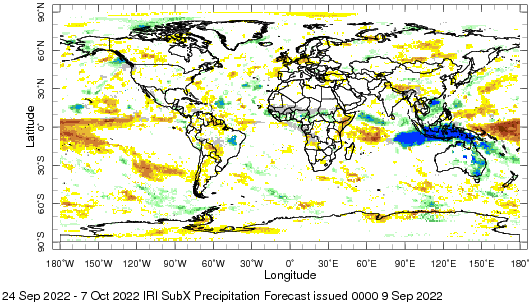 90°N
60°N
30°N
0°
30°S
60°S
90°S
Latitude
180°W 150°W 120°W 90°W 60°W 30°W 0° 30°E 60°E 90°E 120°E 150°E 180°
Longitude
24 Sep 2022 - 7 Oct 2022 IRI SubX Precipitation Forecast issued 0000 9 Sep 2022